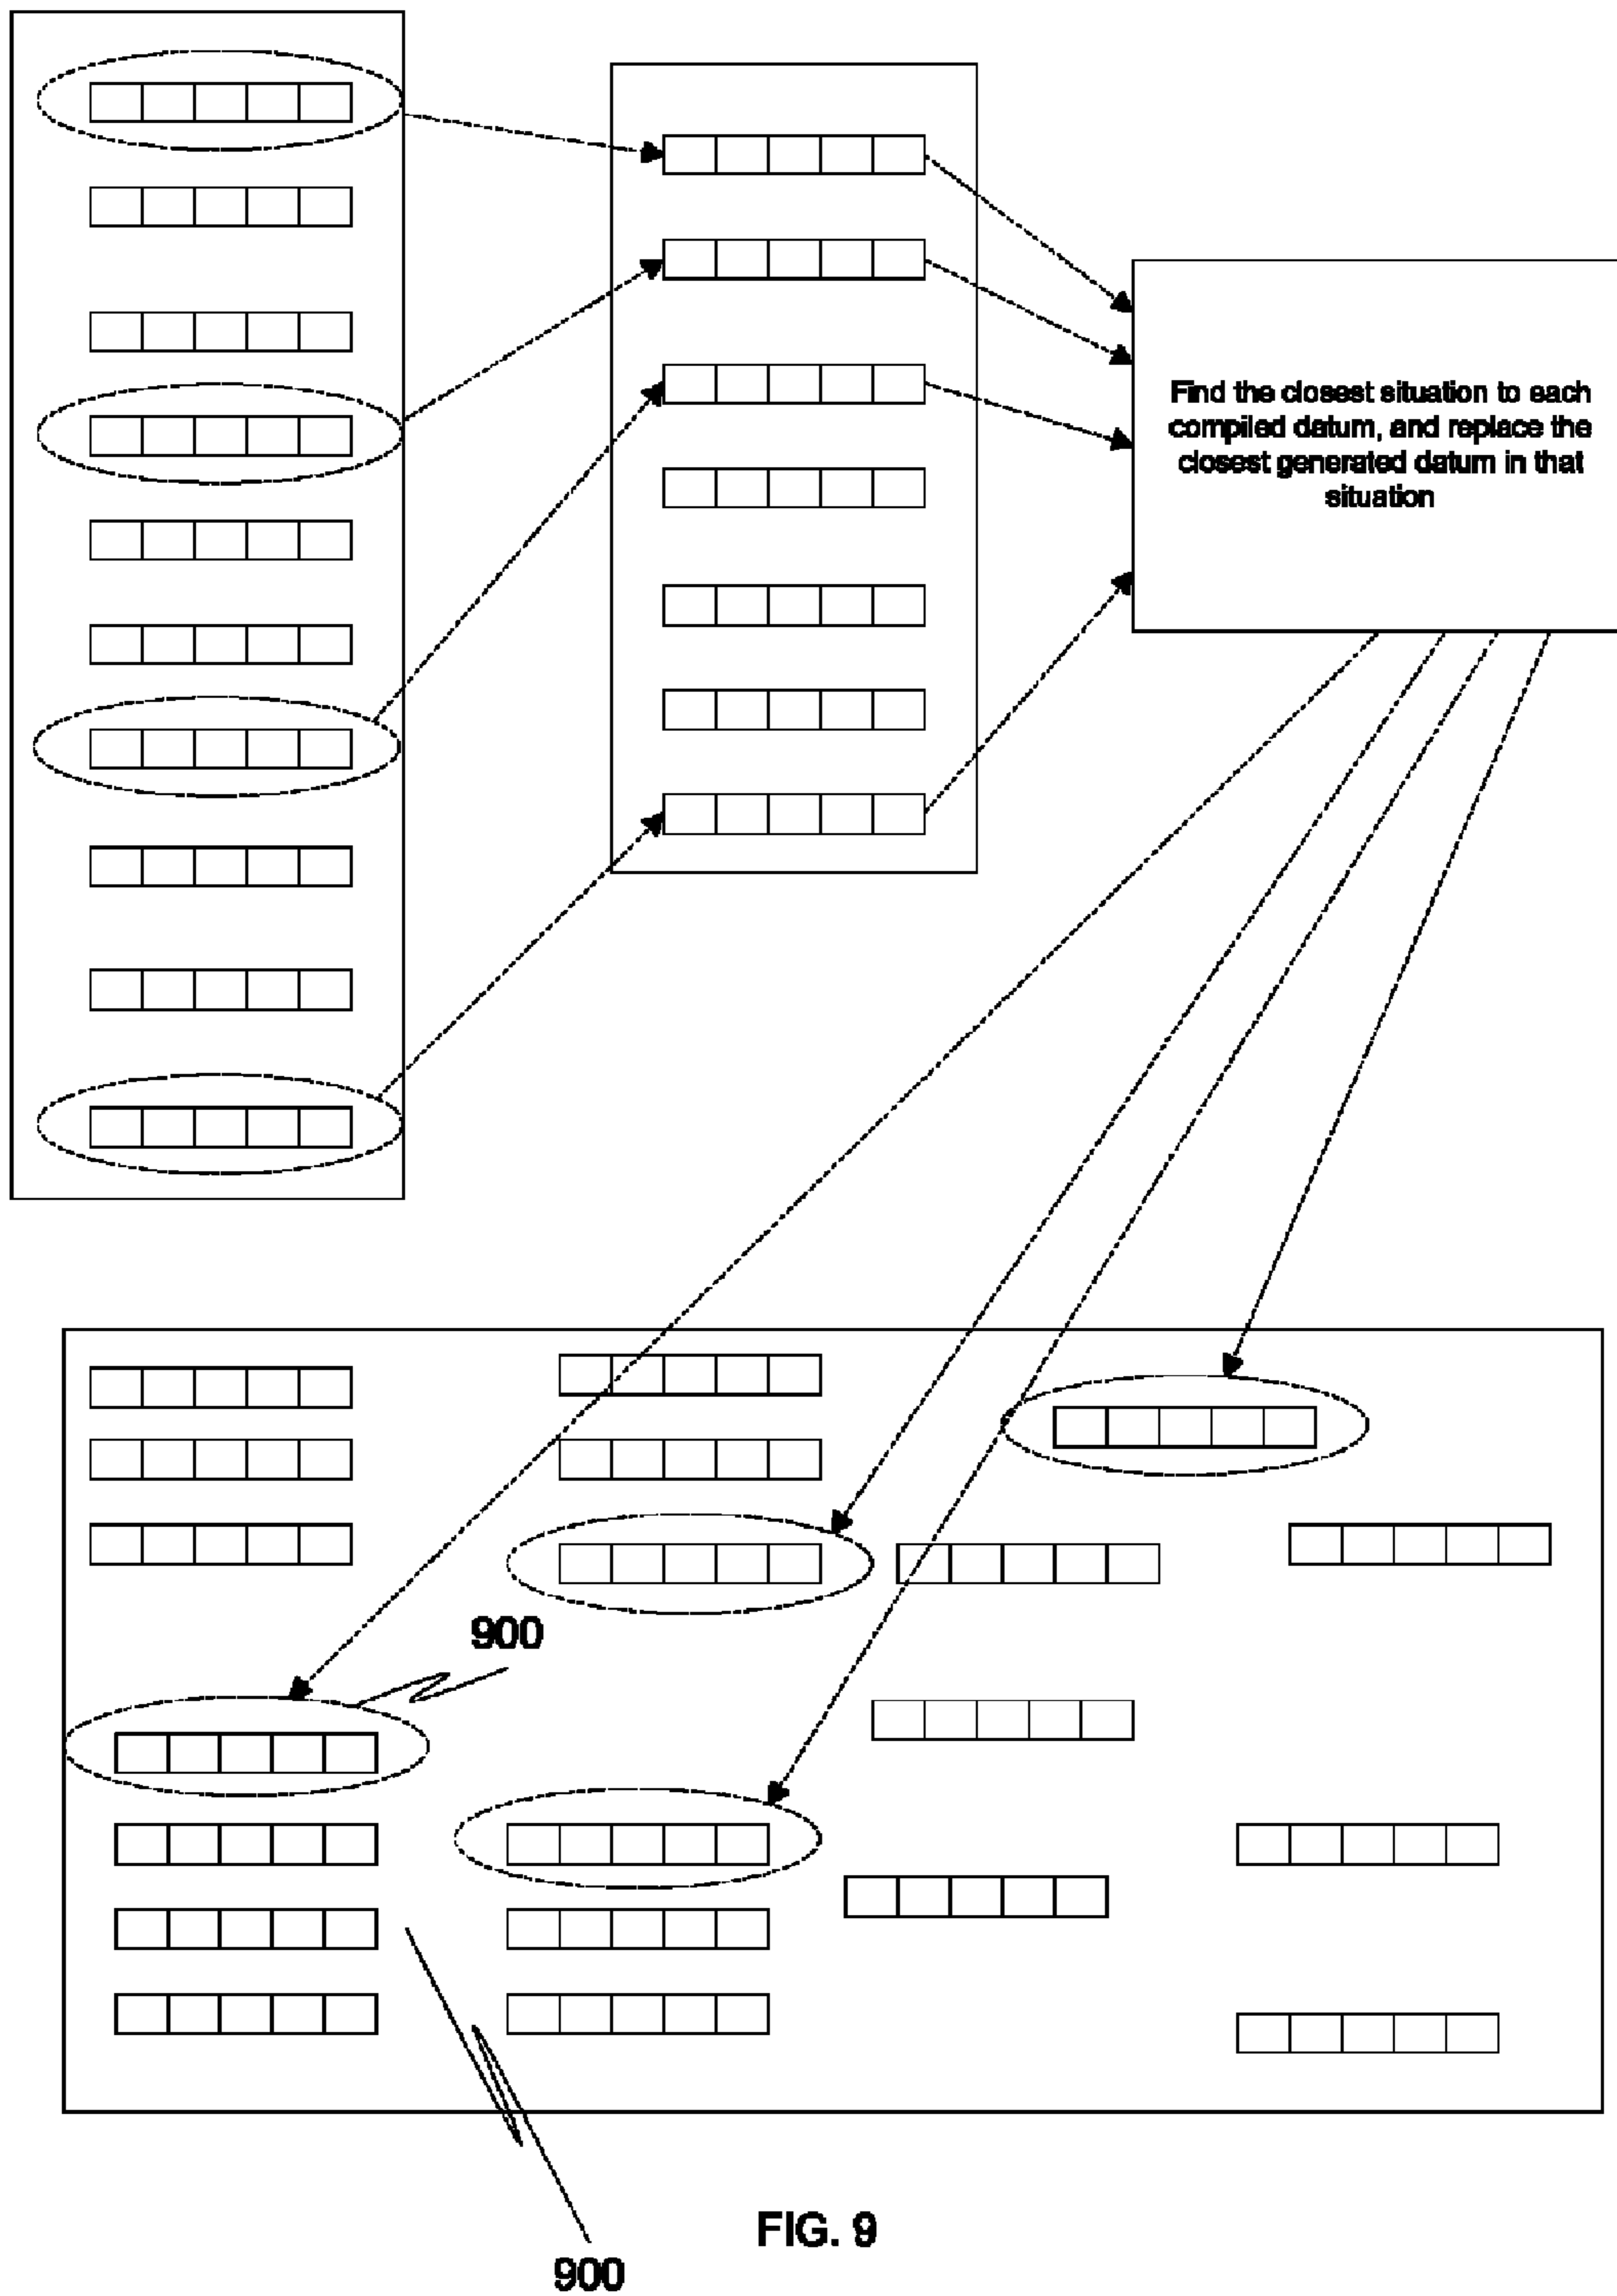 Find the closest situation to each
compiled datum, and replace the
closest generated datum in that
situation
900
FIG. 9
900